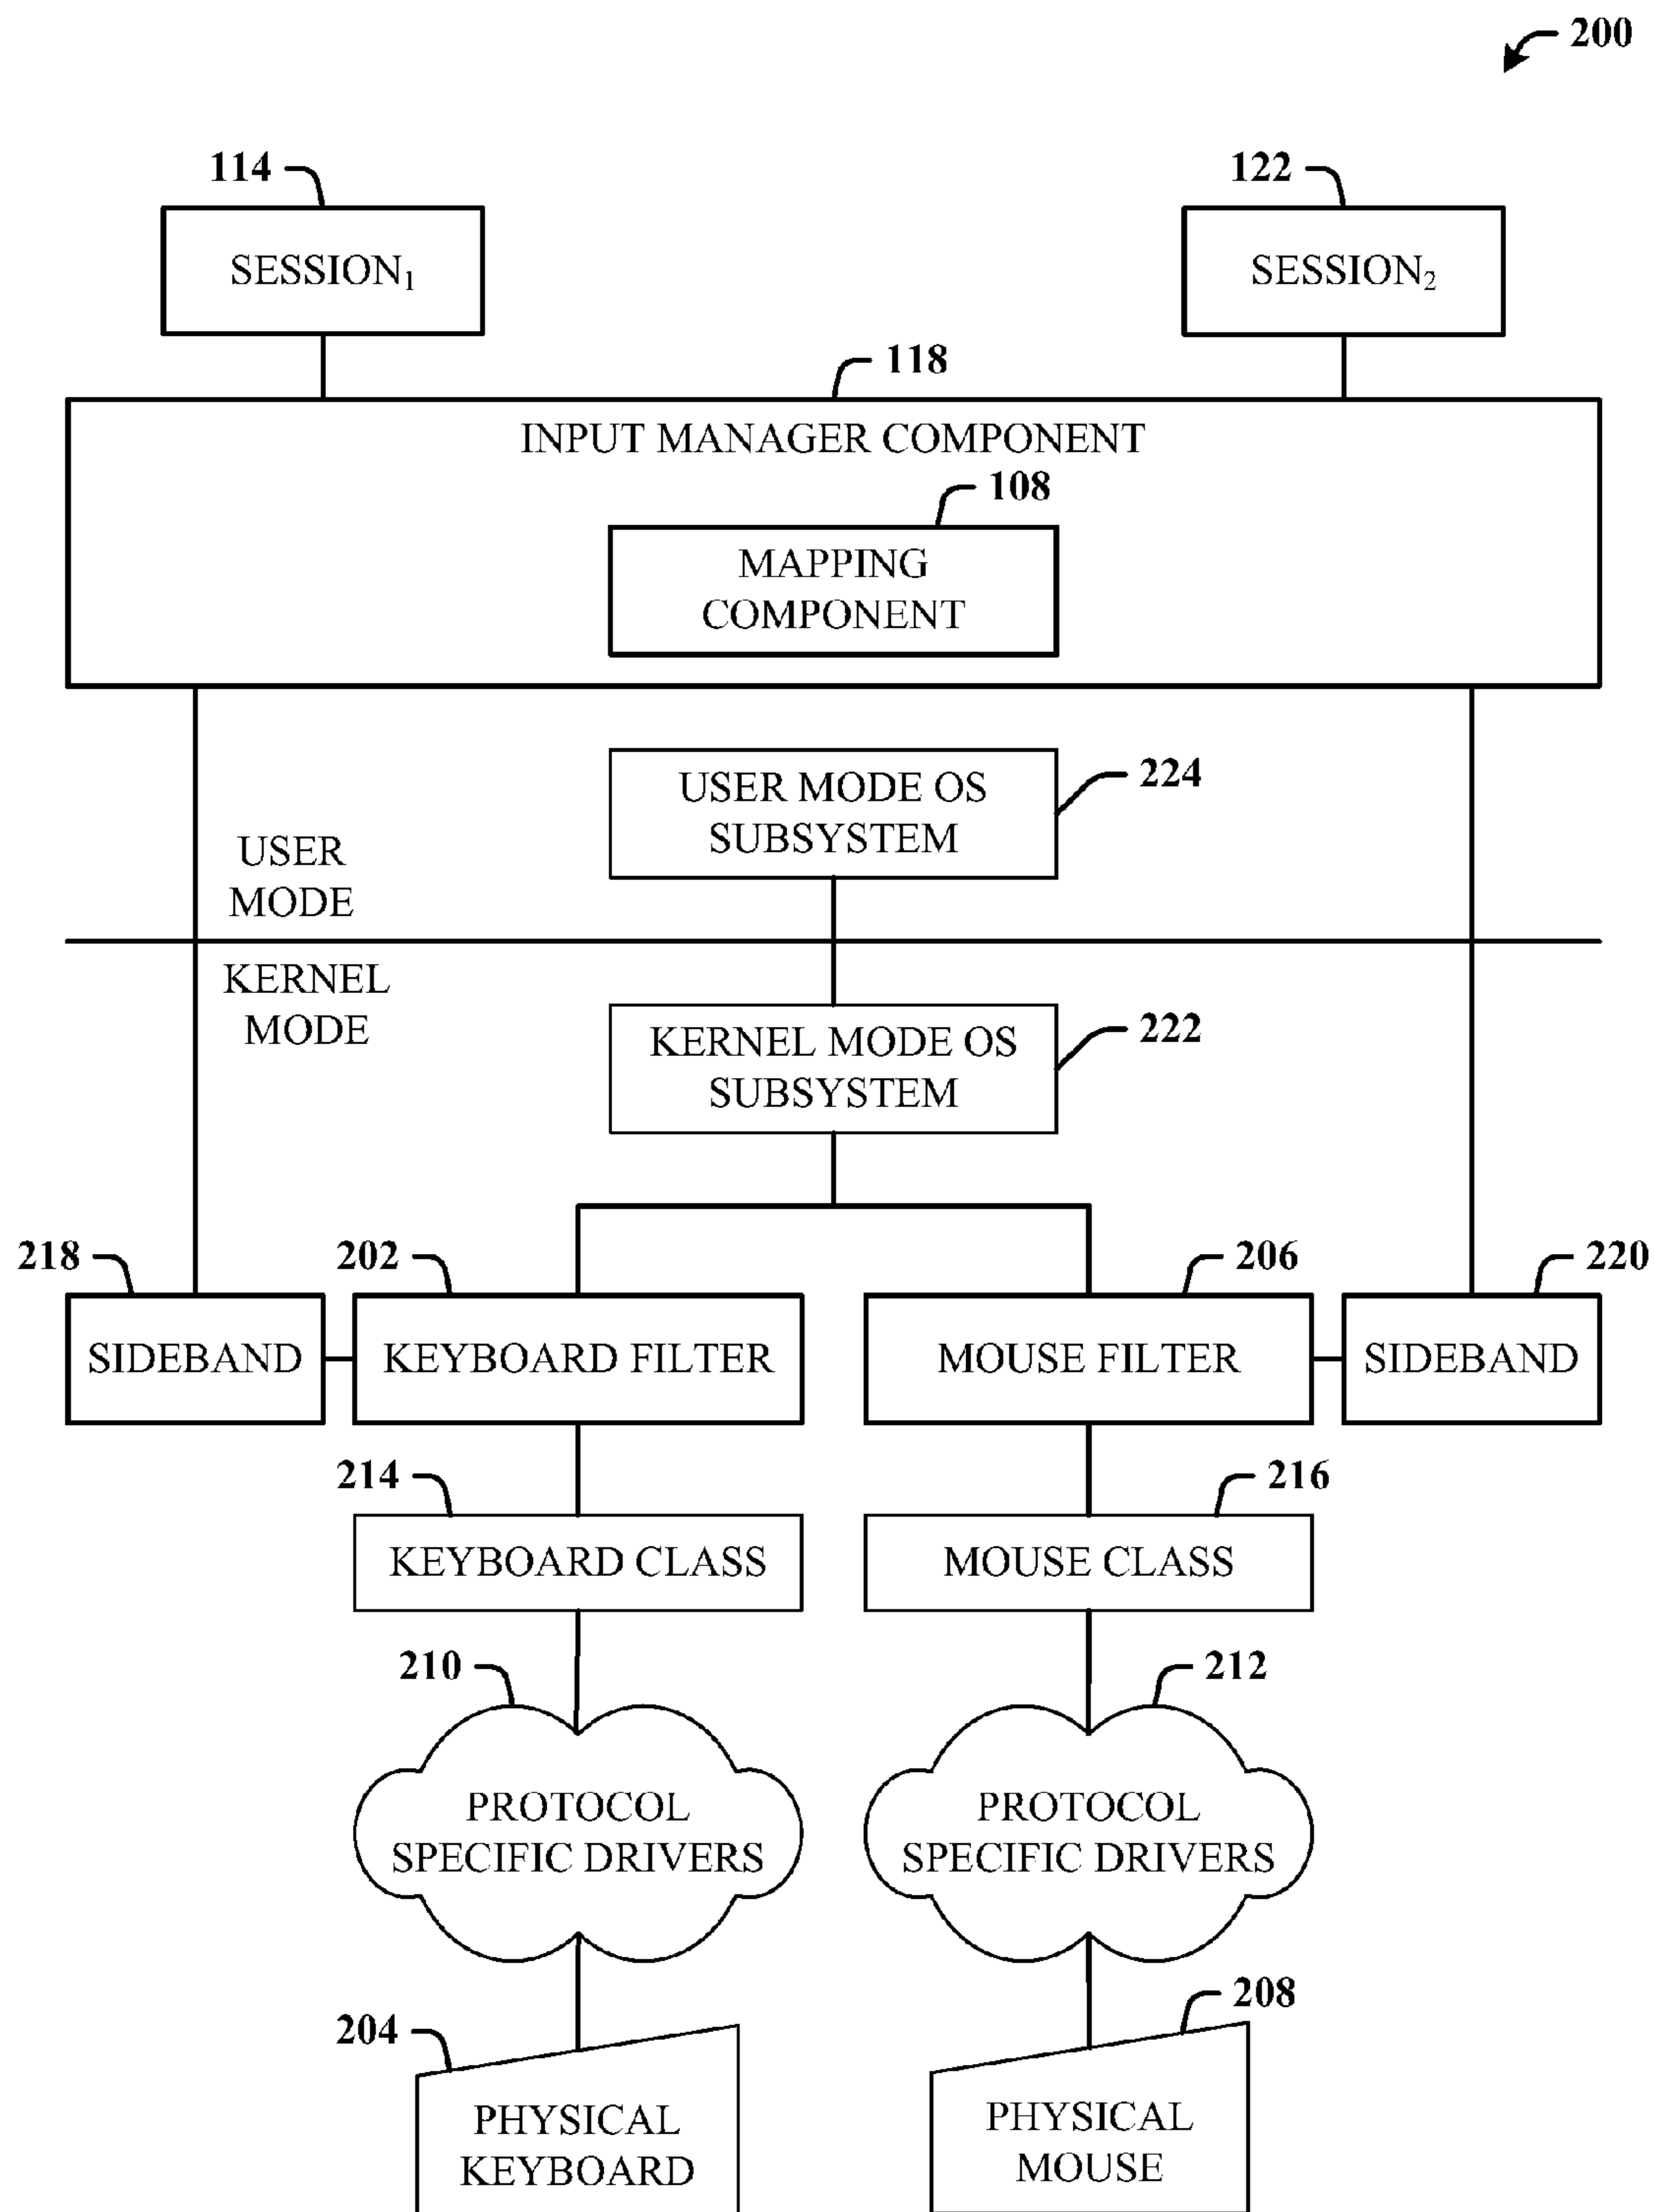 200
114
122
SESSION1
SESSION2
118
INPUT MANAGER COMPONENT
108
MAPPING
COMPONENT
224
USER MODE OS
SUBSYSTEM
USER
MODE
KERNEL
MODE
222
KERNEL MODE OS
SUBSYSTEM
218
202
206
220
SIDEBAND
KEYBOARD FILTER
MOUSE FILTER
SIDEBAND
214
216
KEYBOARD CLASS
MOUSE CLASS
210
212
PROTOCOL
SPECIFIC DRIVERS
PROTOCOL
SPECIFIC DRIVERS
204
208
PHYSICAL
KEYBOARD
PHYSICAL
MOUSE